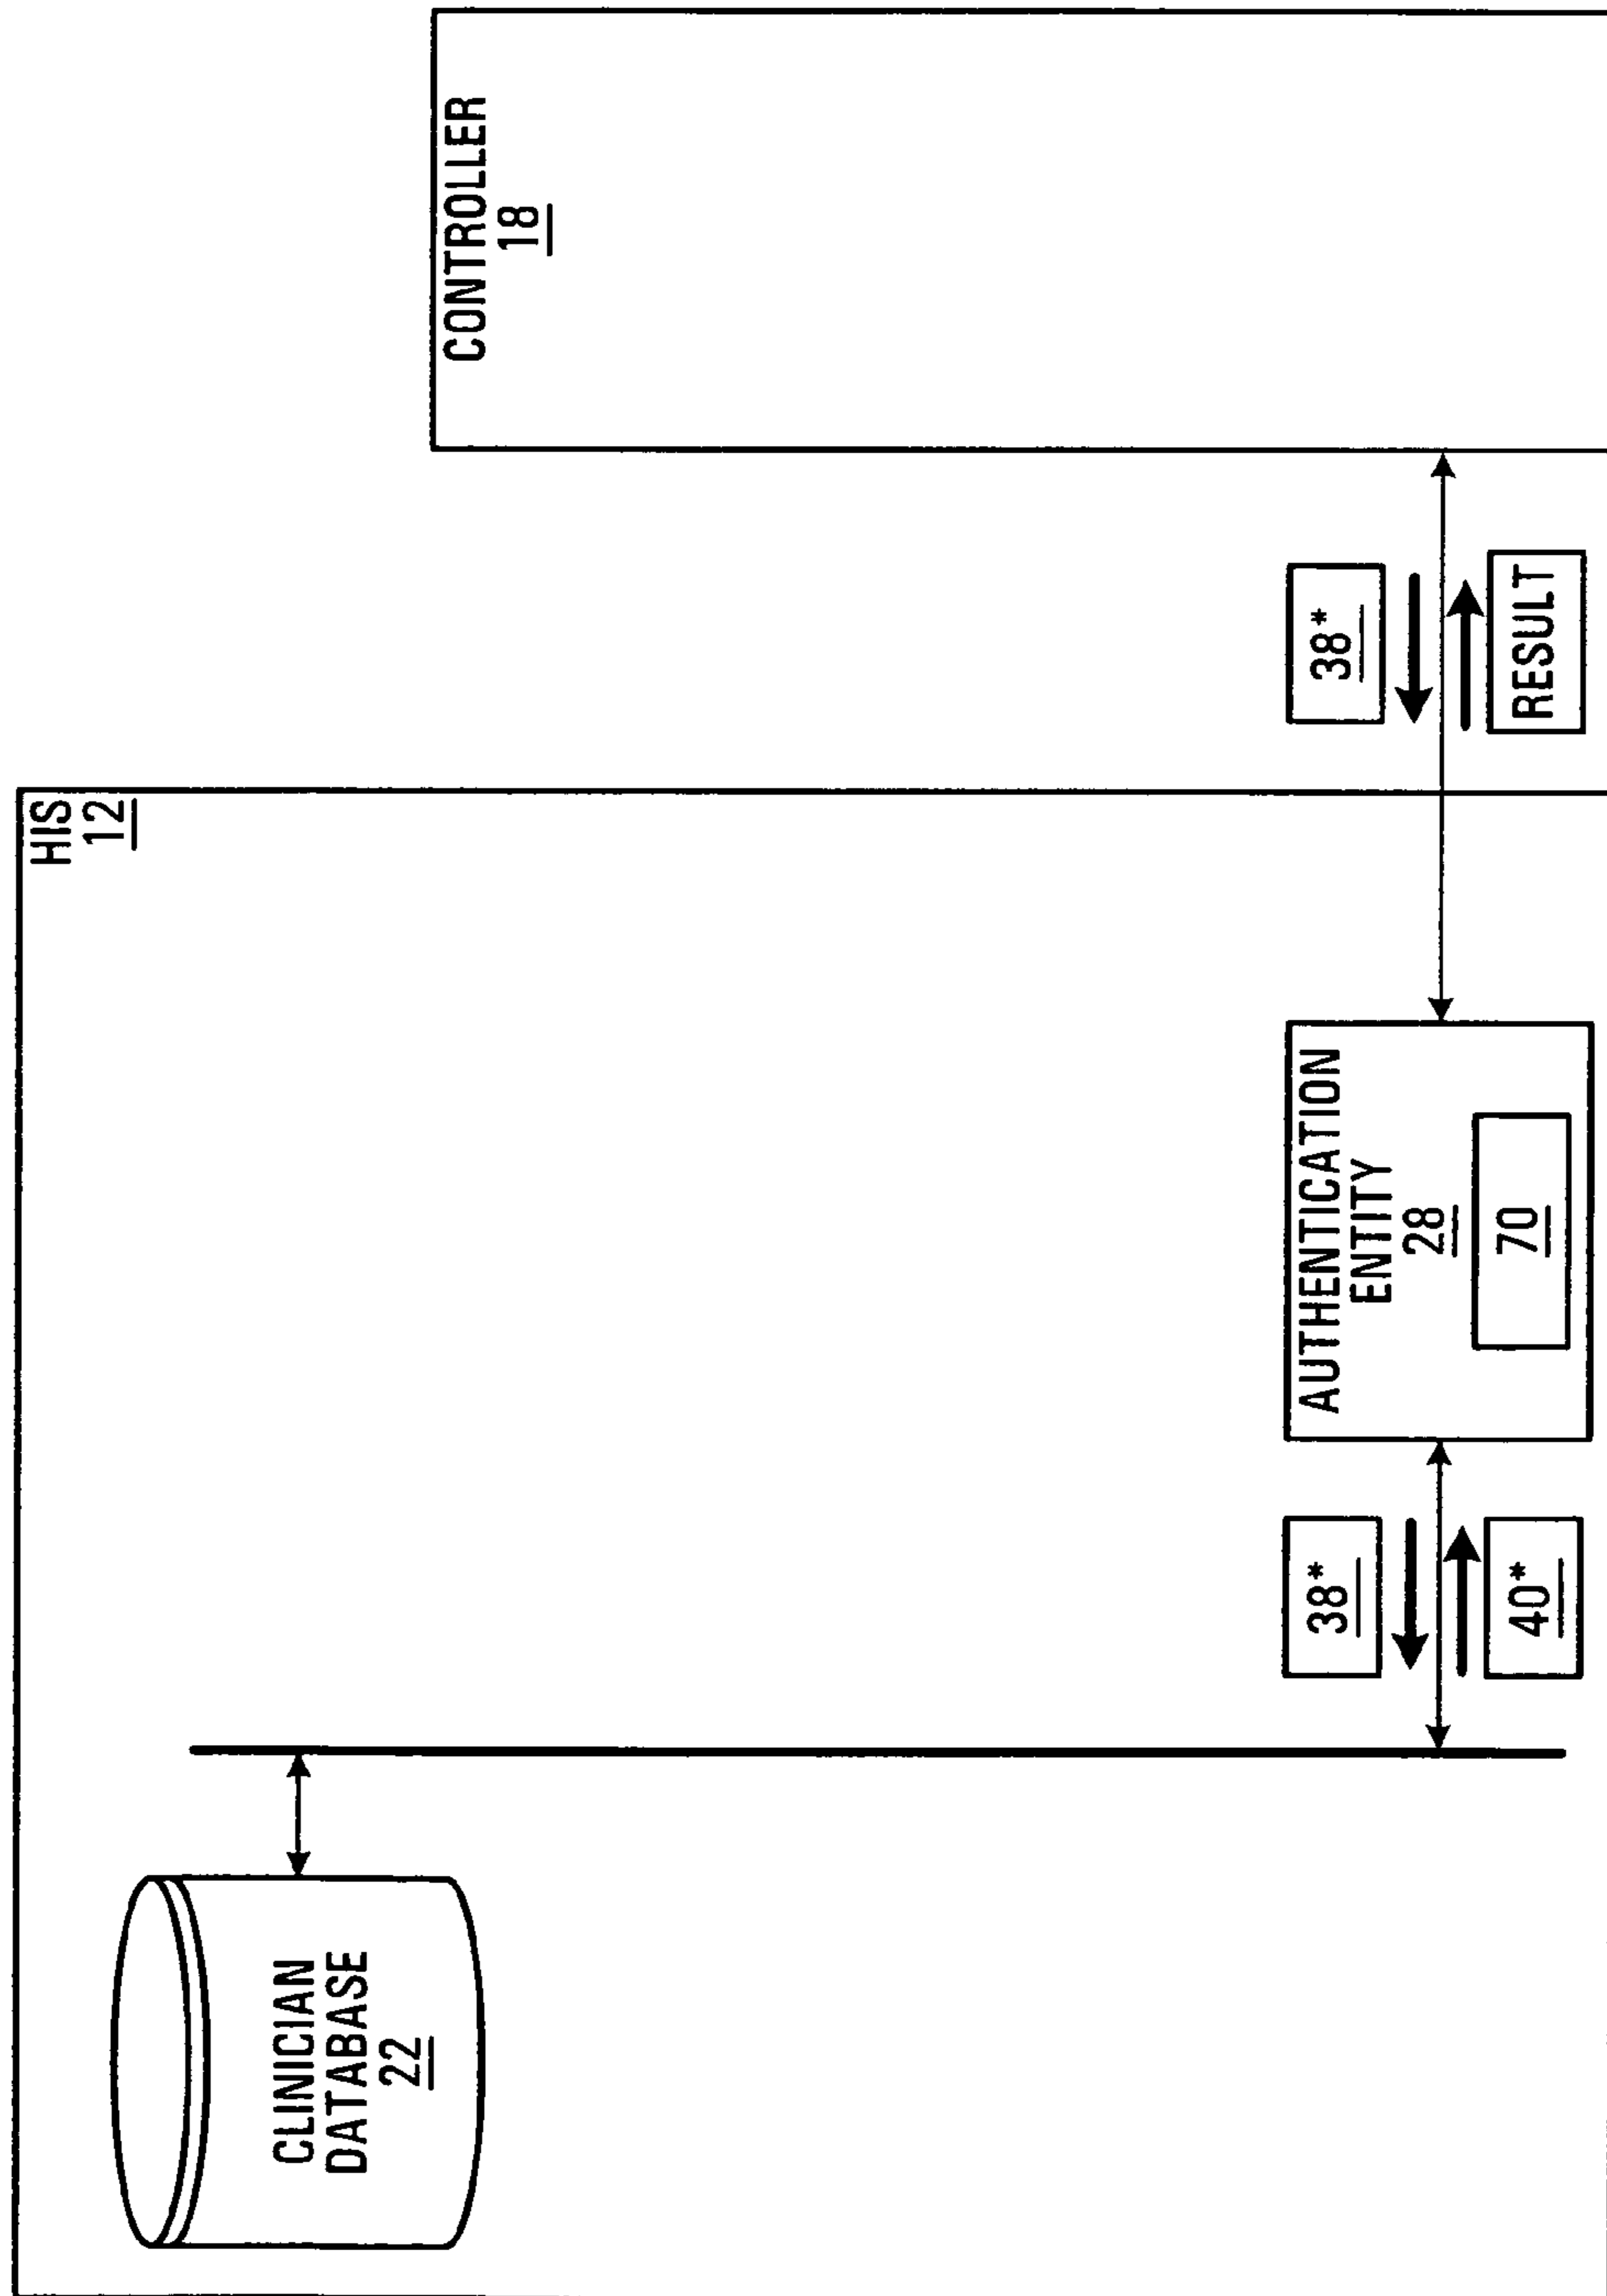 HIS
12
CLINICIAN
DATABASE
22
38*
40*
AUTHENTICATION
ENTITY
28
70
38*
RESULT
CONTROLLER
18